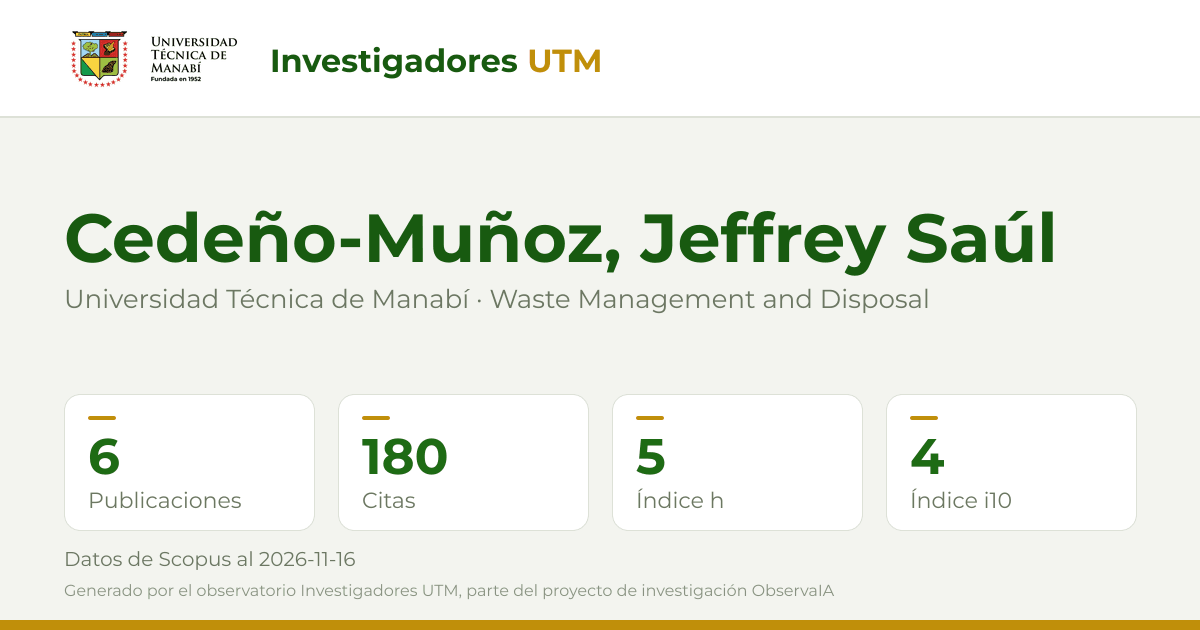 UNIVERSIDAD
TÉCNICA DE
MANABÍ
Fundada en 1952
Investigadores UTM
Cedeño-Muñoz, Jeffrey Saúl
Universidad Técnica de Manabí · Waste Management and Disposal
6
Publicaciones
180
Citas
5
Índice h
4
Índice i10
Datos de Scopus al 2026-11-16
Generado por el observatorio Investigadores UTM, parte del proyecto de investigación ObservaIA